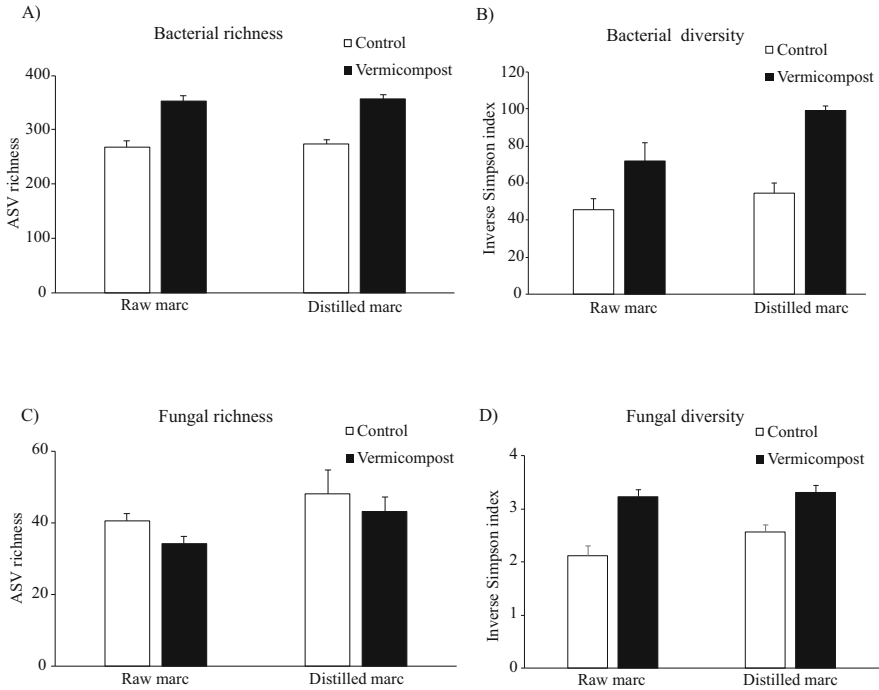 A)
Bacterial richness
Control
Vermicompost
400
300
200
100
0
ASV richness
Raw marc
Distilled marc
B)
Bacterial diversity
Control
Vermicompost
120
100
80
60
40
20
0
Inverse Simpson index
Raw marc
Distilled marc
C)
Fungal richness
Control
Vermicompost
60
40
20
0
ASV richness
Raw marc
Distilled marc
D)
Fungal diversity
Control
Vermicompost
4
3
2
1
0
Inverse Simpson index
Raw marc
Distilled marc